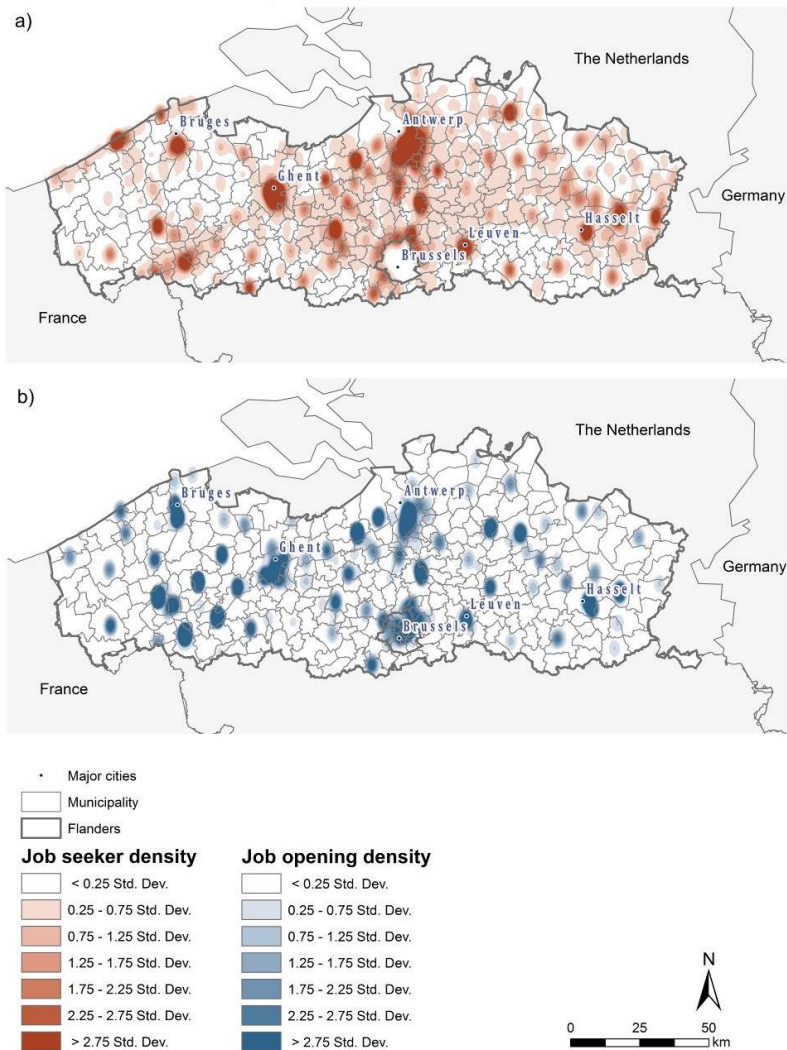 a)
The Netherlands
Bruges
Antwerp
Ghent
Germany
Hasselt
Leuven
Brussels
France
b)
The Netherlands
Bruges
Antwerp
Ghent
Germany
Hasselt
Leuven
Brussels
France
Major cities
Municipality
Flanders
Job seeker density
< 0.25 Std. Dev.
0.25 - 0.75 Std. Dev.
0.75 - 1.25 Std. Dev.
1.25 - 1.75 Std. Dev.
1.75 - 2.25 Std. Dev.
2.25 - 2.75 Std. Dev.
> 2.75 Std. Dev.
Job opening density
< 0.25 Std. Dev.
0.25 - 0.75 Std. Dev.
0.75 - 1.25 Std. Dev.
1.25 - 1.75 Std. Dev.
1.75 - 2.25 Std. Dev.
2.25 - 2.75 Std. Dev.
> 2.75 Std. Dev.
N
0 10 20 30 40 50
km